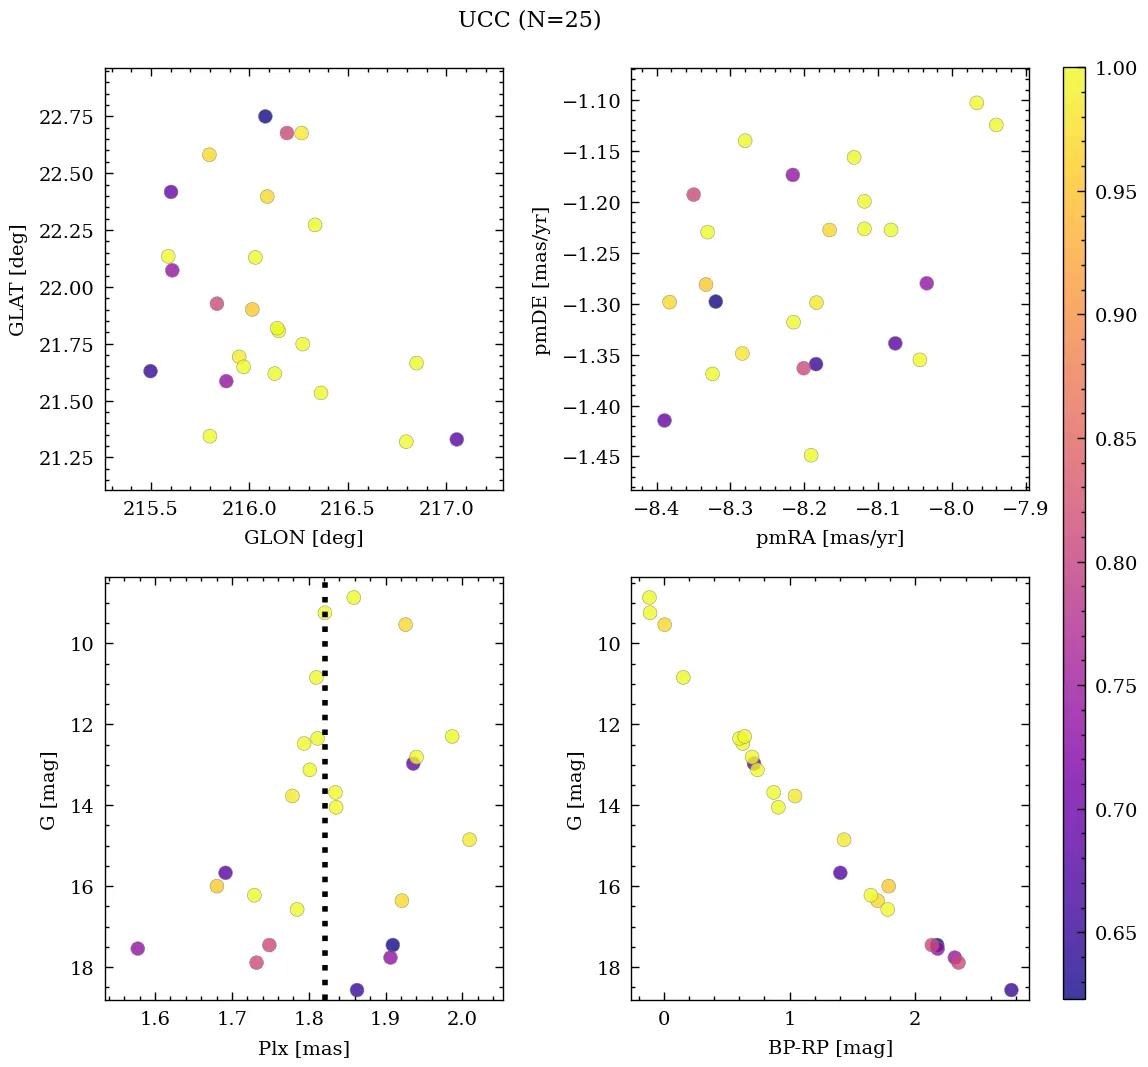 UCC (N=25)
22.75
22.50
22.25
22.00
21.75
21.50
21.25
GLAT [deg]
215.5 216.0 216.5 217.0
GLON [deg]
−1.10
−1.15
−1.20
−1.25
−1.30
−1.35
−1.40
−1.45
pmDE [mas/yr]
−8.4 −8.3 −8.2 −8.1 −8.0 −7.9
pmRA [mas/yr]
10
12
14
16
18
G [mag]
1.6 1.7 1.8 1.9 2.0
Plx [mas]
10
12
14
16
18
G [mag]
0 1 2
BP-RP [mag]
1.00
0.95
0.90
0.85
0.80
0.75
0.70
0.65